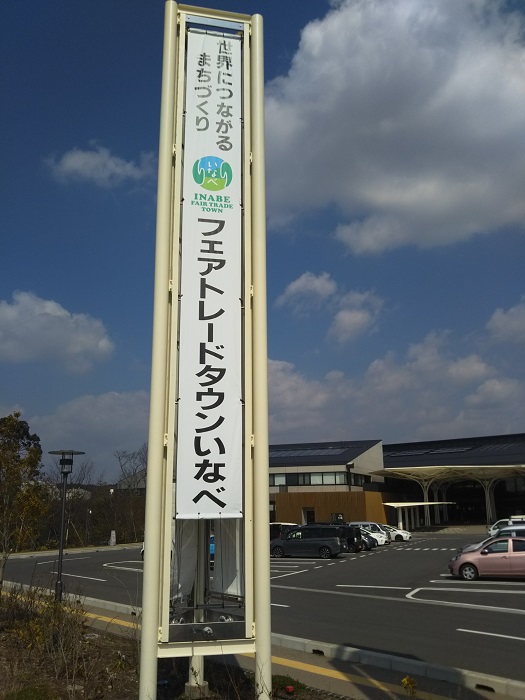 世界につながる
まちづくり
いなべ
INABE
FAIR TRADE
TOWN
フェアトレードタウンいなべ